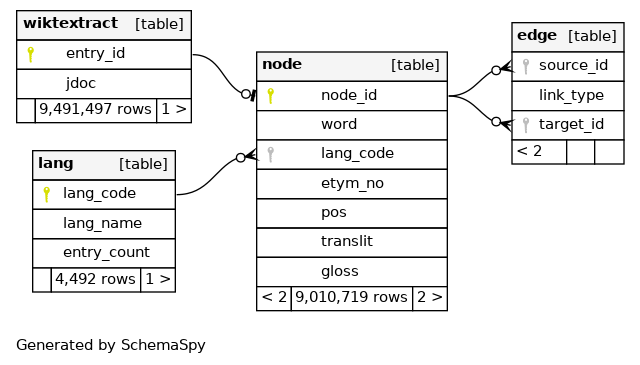 wiktextract [table]
entry_id
jdoc
9,491,497 rows 1 >
lang [table]
lang_code
lang_name
entry_count
4,492 rows 1 >
node [table]
node_id
word
lang_code
etym_no
pos
translit
gloss
< 2 9,010,719 rows 2 >
edge [table]
source_id
link_type
target_id
< 2
Generated by SchemaSpy